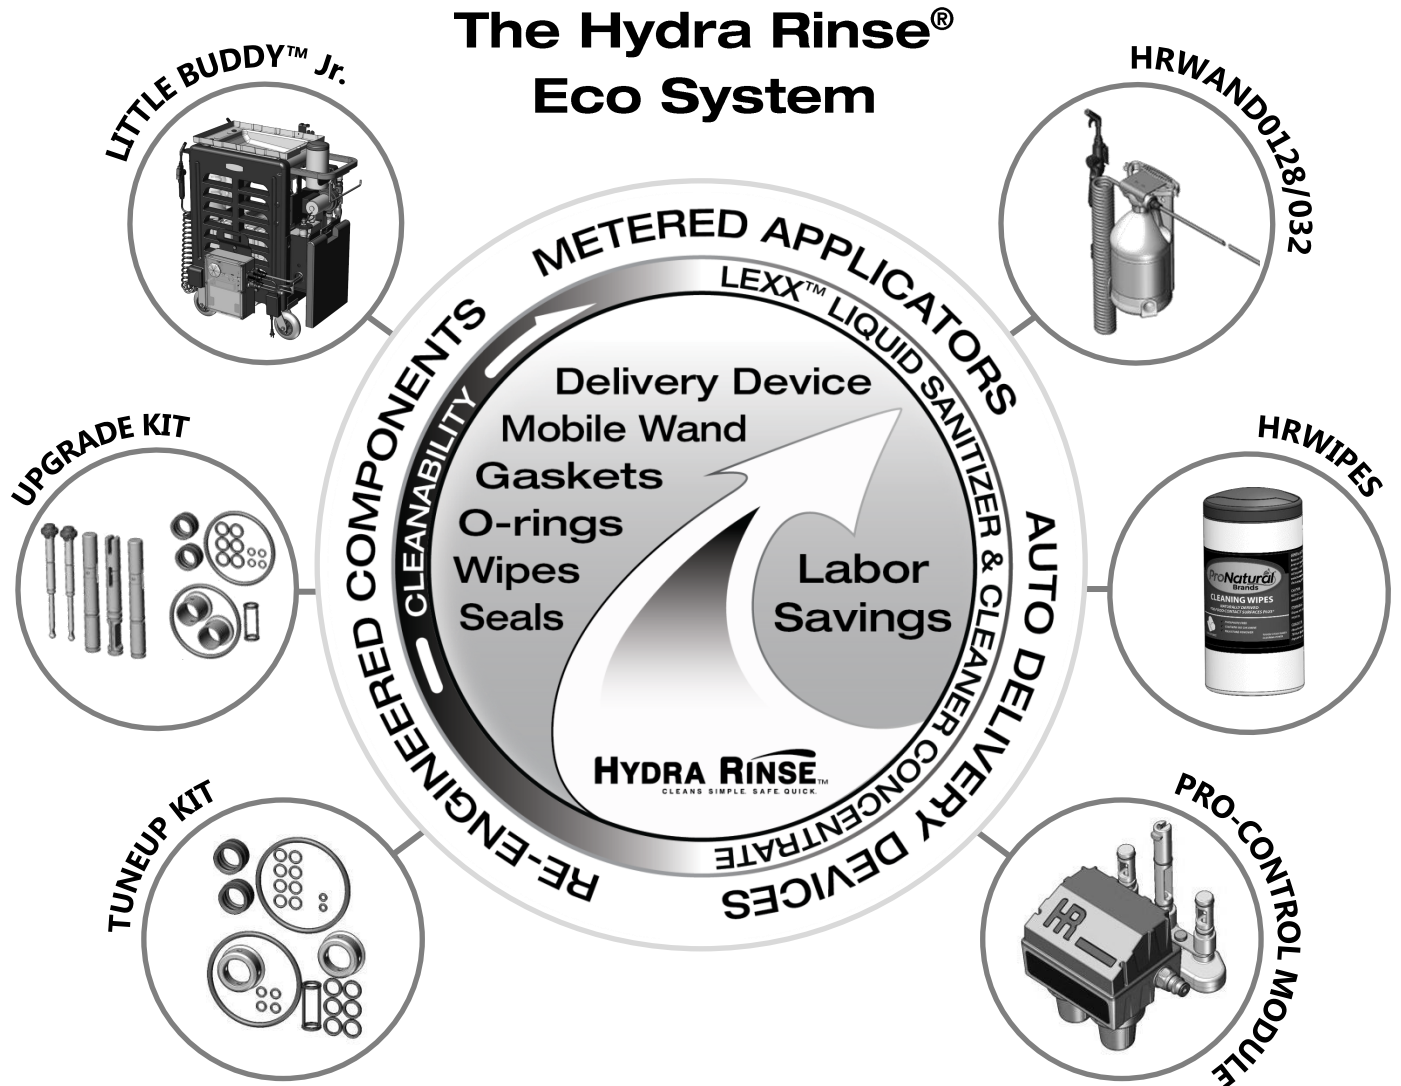 The Hydra Rinse®
Eco System
LITTLE BUDDY™ Jr.
HRWAND0128/032
UPGRADE KIT
HRWIPES
TUNEUP KIT
PRO-CONTROL MODULE
METERED APPLICATORS
AUTO DELIVERY DEVICES
RE-ENGINEERED COMPONENTS
LEXX™ LIQUID SANITIZER & CLEANER CONCENTRATE
CLEANABILITY
Delivery Device
Mobile Wand
Gaskets
O-rings
Wipes
Seals
Labor
Savings
HYDRA RINSE™
CLEANS SIMPLE. SAFE. QUICK.
ProNatural
Brands
CLEANING WIPES
NATURALLY DERIVED
HR